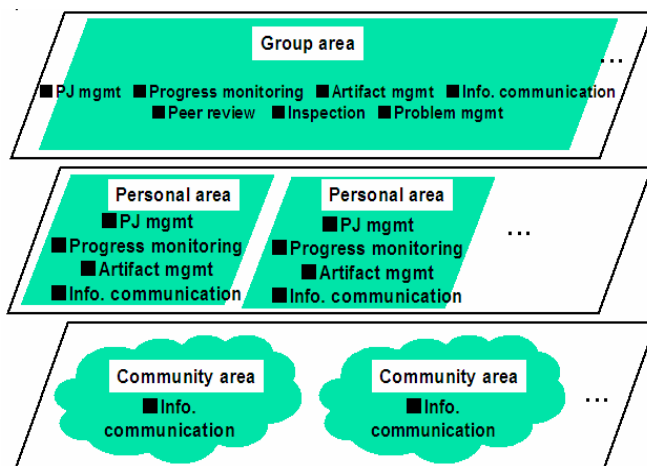 Group area
...
■PJ mgmt ■Progress monitoring ■Artifact mgmt ■Info. communication
■Peer review ■Inspection ■Problem mgmt
Personal area
■PJ mgmt
■Progress monitoring
■Artifact mgmt
■Info. communication
Personal area
■PJ mgmt
■Progress monitoring
■Artifact mgmt
■Info. communication
...
Community area
■Info.
communication
Community area
■Info.
communication
...